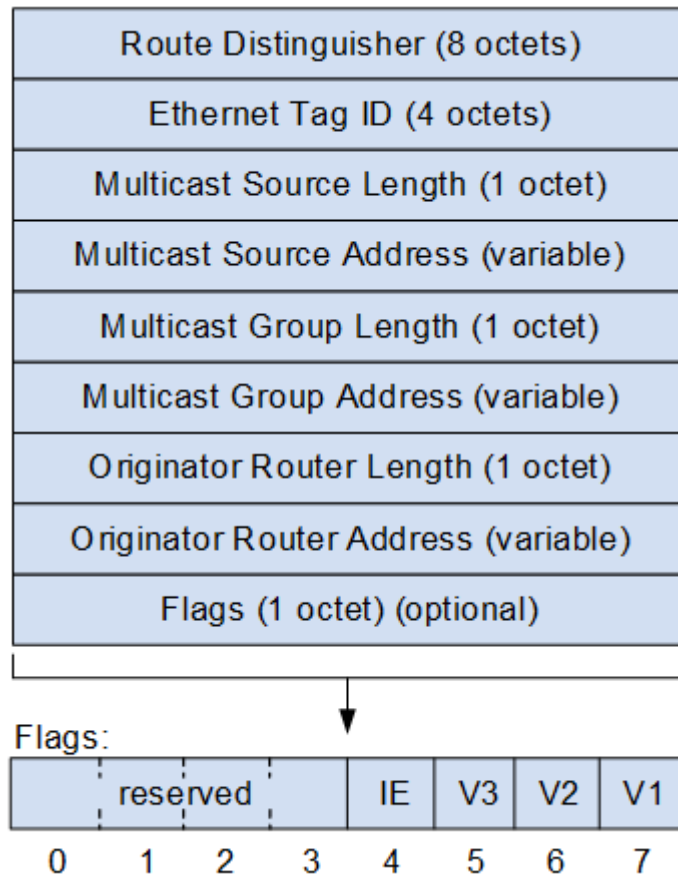 Route Distinguisher (8 octets)
Ethernet Tag ID (4 octets)
Multicast Source Length (1 octet)
Multicast Source Address (variable)
Multicast Group Length (1 octet)
Multicast Group Address (variable)
Originator Router Length (1 octet)
Originator Router Address (variable)
Flags (1 octet) (optional)
Flags:
reserved IE V3 V2 V1
0 1 2 3 4 5 6 7